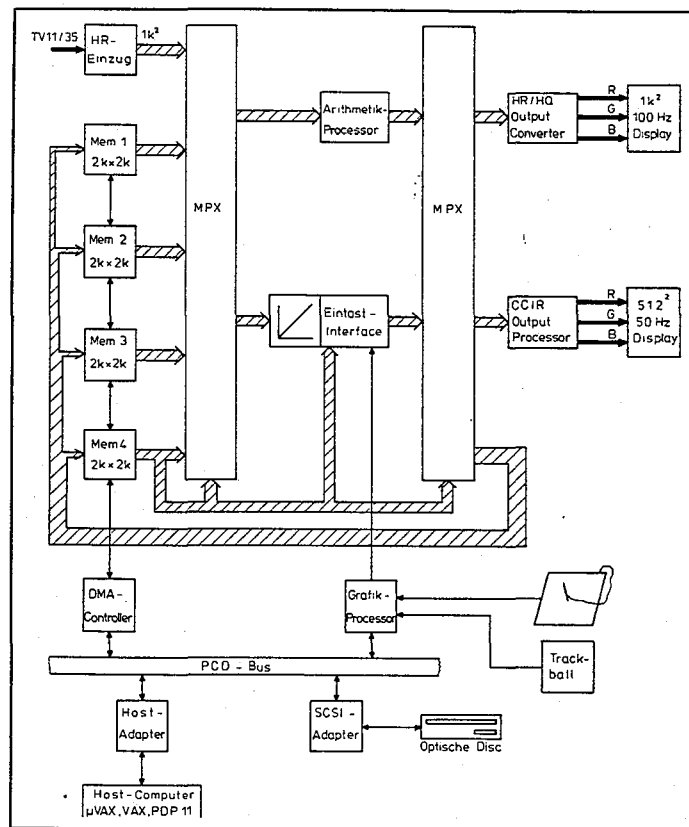 TV11/35
HR-
Einzug
1k²
MPX
Arithmetik-
Processor
MPX
HR/HQ
Output
Converter
R
G
B
1k²
100 Hz
Display
Mem 1
2k×2k
Mem 2
2k×2k
Mem 3
2k×2k
Mem 4
2k×2k
Eintast-
Interface
CCIR
Output
Processor
R
G
B
512²
50 Hz
Display
DMA-
Controller
Grafik-
Processor
Track-
ball
PCD-Bus
Host-
Adapter
SCSI-
Adapter
Optische Disc
Host-Computer
µVAX, VAX, PDP 11